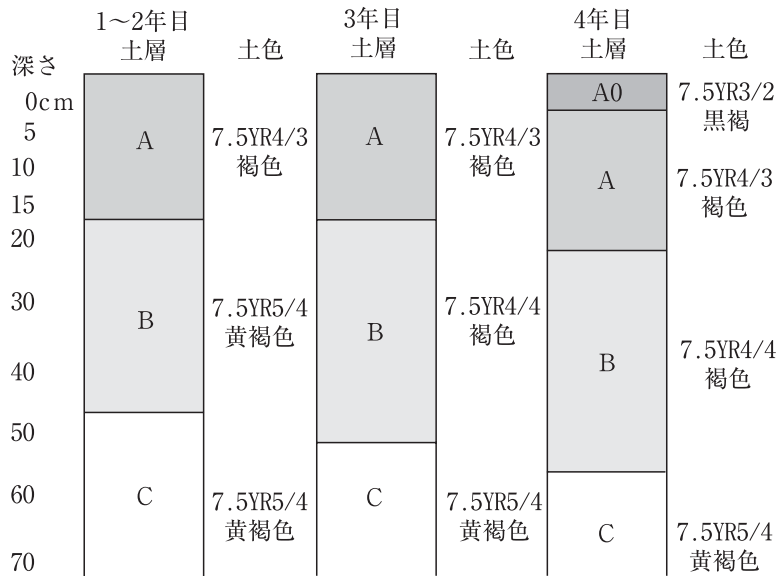 1～2年目
土層
土色
3年目
土層
土色
4年目
土層
土色
深さ
0cm
5
10
15
20
30
40
50
60
70
A
7.5YR4/3
褐色
B
7.5YR5/4
黄褐色
C
7.5YR5/4
黄褐色
A
7.5YR4/3
褐色
B
7.5YR4/4
褐色
C
7.5YR5/4
黄褐色
A0
7.5YR3/2
黒褐
A
7.5YR4/3
褐色
B
7.5YR4/4
褐色
C
7.5YR5/4
黄褐色